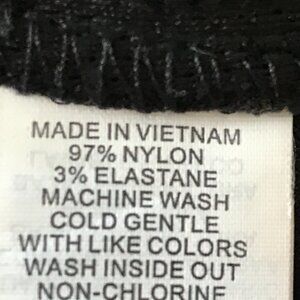 MADE IN VIETNAM
97% NYLON
3% ELASTANE
MACHINE WASH
COLD GENTLE
WITH LIKE COLORS
WASH INSIDE OUT
NON-CHLORINE